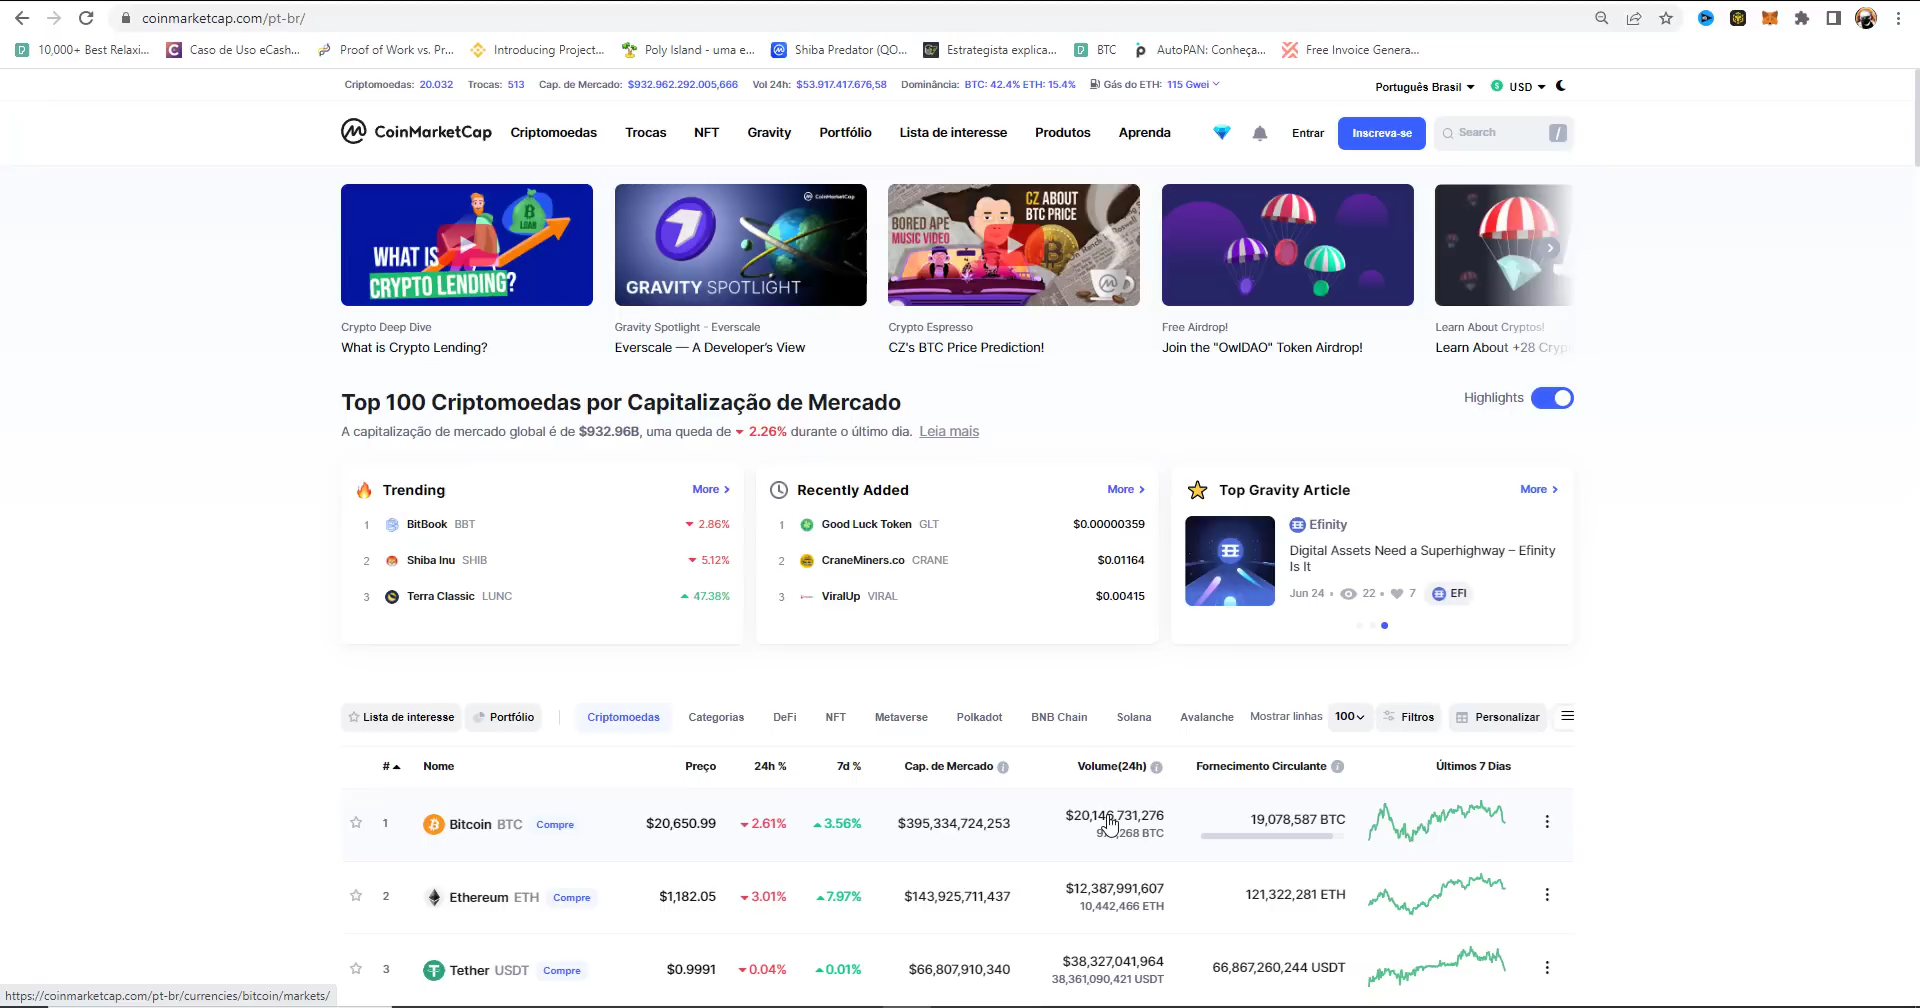 coinmarketcap.com/pt-br/
10,000+ Best Relaxi...
Caso de Uso eCash...
Proof of Work vs. Pr...
Introducing Project...
Poly Island - uma e...
Shiba Predator (QO...
Estrategista explica...
BTC
AutoPAN: Conheça...
Free Invoice Genera...
Criptomoedas: 20.032
Trocas: 513
Cap. de Mercado: $932.962.292.005,666
Vol 24h: $53.917.417.676,58
Dominância: BTC: 42.4% ETH: 15.4%
Gás do ETH: 115 Gwei
Português Brasil
USD
CoinMarketCap
Criptomoedas
Trocas
NFT
Gravity
Portfólio
Lista de interesse
Produtos
Aprenda
Entrar
Inscreva-se
Search
/
WHAT IS
CRYPTO LENDING?
LOAN
CoinMarketCap
GRAVITY SPOTLIGHT
BORED APE
MUSIC VIDEO
CZ ABOUT
BTC PRICE
Crypto Deep Dive
What is Crypto Lending?
Gravity Spotlight - Everscale
Everscale — A Developer's View
Crypto Espresso
CZ's BTC Price Prediction!
Free Airdrop!
Join the "OwlDAO" Token Airdrop!
Learn About Cryptos!
Learn About +28 Cryp
Top 100 Criptomoedas por Capitalização de Mercado
Highlights
A capitalização de mercado global é de $932.96B, uma queda de 2.26% durante o último dia. Leia mais
Trending
More
1 BitBook BBT 2.86%
2 Shiba Inu SHIB 5.12%
3 Terra Classic LUNC 47.38%
Recently Added
More
1 Good Luck Token GLT $0.00000359
2 CraneMiners.co CRANE $0.01164
3 ViralUp VIRAL $0.00415
Top Gravity Article
More
Efinity
Digital Assets Need a Superhighway – Efinity
Is It
Jun 24 • 22 • 7 EFI
Lista de interesse
Portfólio
Criptomoedas
Categorias
DeFi
NFT
Metaverse
Polkadot
BNB Chain
Solana
Avalanche
Mostrar linhas
100
Filtros
Personalizar
# Nome Preço 24h % 7d % Cap. de Mercado Volume(24h) Fornecimento Circulante Últimos 7 Dias
1 Bitcoin BTC Compre $20,650.99 2.61% 3.56% $395,334,724,253 19,078,587 BTC
2 Ethereum ETH Compre $1,182.05 3.01% 7.97% $143,925,711,437 $12,387,991,607 121,322,281 ETH
10,442,466 ETH
3 Tether USDT Compre $0.9991 0.04% 0.01% $66,807,910,340 $38,327,041,964 66,867,260,244 USDT
38,361,090,421 USDT
https://coinmarketcap.com/pt-br/currencies/bitcoin/markets/